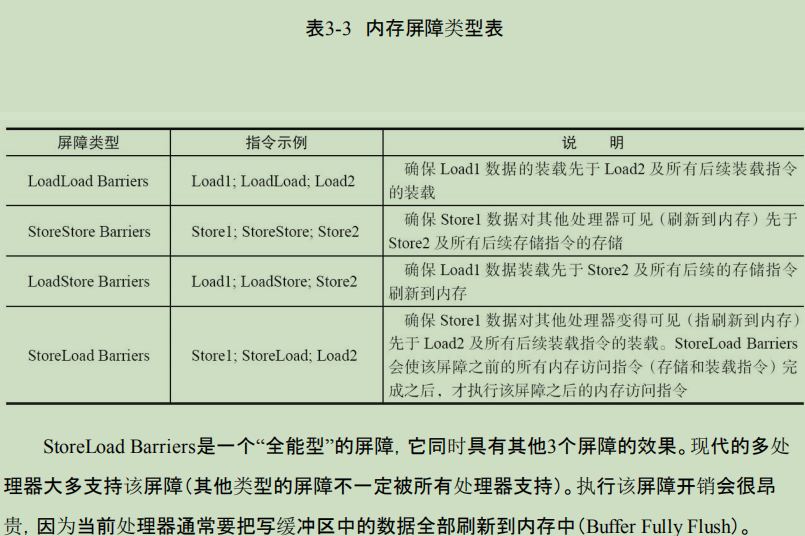 表3-3 内存屏障类型表
屏障类型 指令示例 说 明
LoadLoad Barriers Load1; LoadLoad; Load2 确保 Load1 数据的装载先于 Load2 及所有后续装载指令
的装载
StoreStore Barriers Store1; StoreStore; Store2 确保 Store1 数据对其他处理器可见（刷新到内存）先于
Store2 及所有后续存储指令的存储
LoadStore Barriers Load1; LoadStore; Store2 确保 Load1 数据装载先于 Store2 及所有后续的存储指令
刷新到内存
StoreLoad Barriers Store1; StoreLoad; Load2 确保 Store1 数据对其他处理器变得可见（指刷新到内存）
先于 Load2 及所有后续装载指令的装载。StoreLoad Barriers
会使该屏障之前的所有内存访问指令（存储和装载指令）完
成之后，才执行该屏障之后的内存访问指令
StoreLoad Barriers是一个“全能型”的屏障，它同时具有其他3个屏障的效果。现代的多处
理器大多支持该屏障（其他类型的屏障不一定被所有处理器支持）。执行该屏障开销会很昂
贵，因为当前处理器通常要把写缓冲区中的数据全部刷新到内存中（Buffer Fully Flush）。